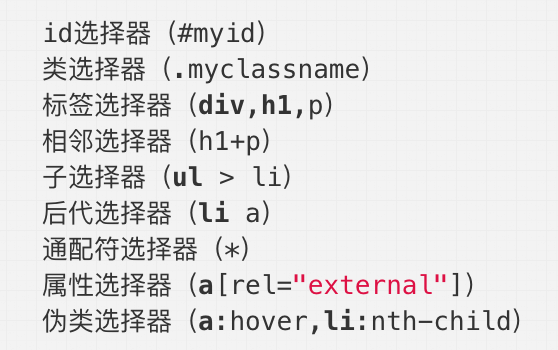 id选择器（#myid）
类选择器（.myclassname）
标签选择器（div,h1,p）
相邻选择器（h1+p）
子选择器（ul > li）
后代选择器（li a）
通配符选择器（*）
属性选择器（a[rel="external"]）
伪类选择器（a:hover,li:nth-child）